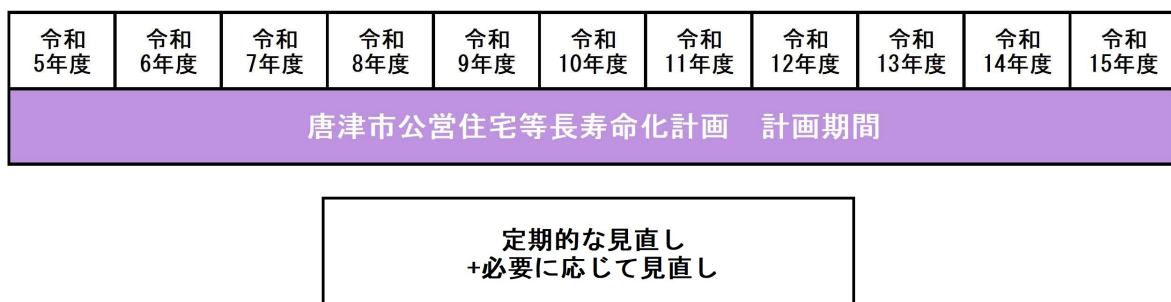 令和
5年度
令和
6年度
令和
7年度
令和
8年度
令和
9年度
令和
10年度
令和
11年度
令和
12年度
令和
13年度
令和
14年度
令和
15年度
唐津市公営住宅等長寿命化計画　計画期間
定期的な見直し
+必要に応じて見直し